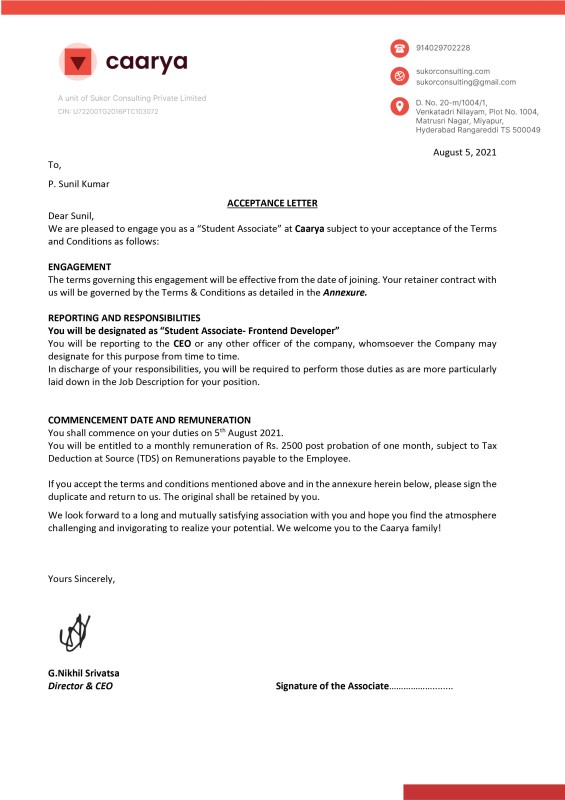 caarya
A unit of Sukor Consulting Private Limited
CIN: U72200TG2016PTC103072
914029702228
sukorconsulting.com
sukorconsulting@gmail.com
D. No. 20-m/1004/1,
Venkatadri Nilayam, Plot No. 1004,
Matrusri Nagar, Miyapur,
Hyderabad Rangareddi TS 500049
August 5, 2021
To,
P. Sunil Kumar
ACCEPTANCE LETTER
Dear Sunil,
We are pleased to engage you as a “Student Associate” at Caarya subject to your acceptance of the Terms
and Conditions as follows:
ENGAGEMENT
The terms governing this engagement will be effective from the date of joining. Your retainer contract with
us will be governed by the Terms & Conditions as detailed in the Annexure.
REPORTING AND RESPONSIBILITIES
You will be designated as “Student Associate- Frontend Developer”
You will be reporting to the CEO or any other officer of the company, whomsoever the Company may
designate for this purpose from time to time.
In discharge of your responsibilities, you will be required to perform those duties as are more particularly
laid down in the Job Description for your position.
COMMENCEMENT DATE AND REMUNERATION
You shall commence on your duties on 5th August 2021.
You will be entitled to a monthly remuneration of Rs. 2500 post probation of one month, subject to Tax
Deduction at Source (TDS) on Remunerations payable to the Employee.
If you accept the terms and conditions mentioned above and in the annexure herein below, please sign the
duplicate and return to us. The original shall be retained by you.
We look forward to a long and mutually satisfying association with you and hope you find the atmosphere
challenging and invigorating to realize your potential. We welcome you to the Caarya family!
Yours Sincerely,
G.Nikhil Srivatsa
Director & CEO
Signature of the Associate……………….......